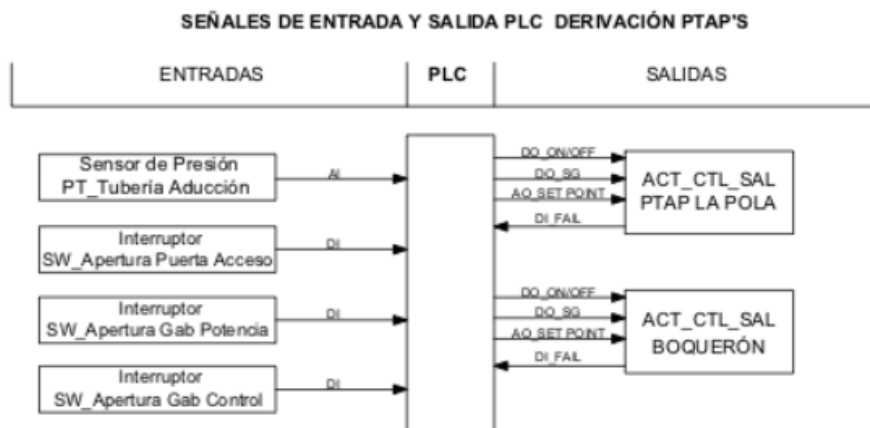 SEÑALES DE ENTRADA Y SALIDA PLC DERIVACIÓN PTAP'S
ENTRADAS
PLC
SALIDAS
Sensor de Presión
PT_Tubería Aducción
AI
Interruptor
SW_Apertura Puerta Acceso
DI
Interruptor
SW_Apertura Gab Potencia
DI
Interruptor
SW_Apertura Gab Control
DI
DO_ON/OFF
DO_SG
AO_SET POINT
DI_FAIL
ACT_CTL_SAL
PTAP LA POLA
DO_ON/OFF
DO_SG
AO_SET POINT
DI_FAIL
ACT_CTL_SAL
BOQUERÓN